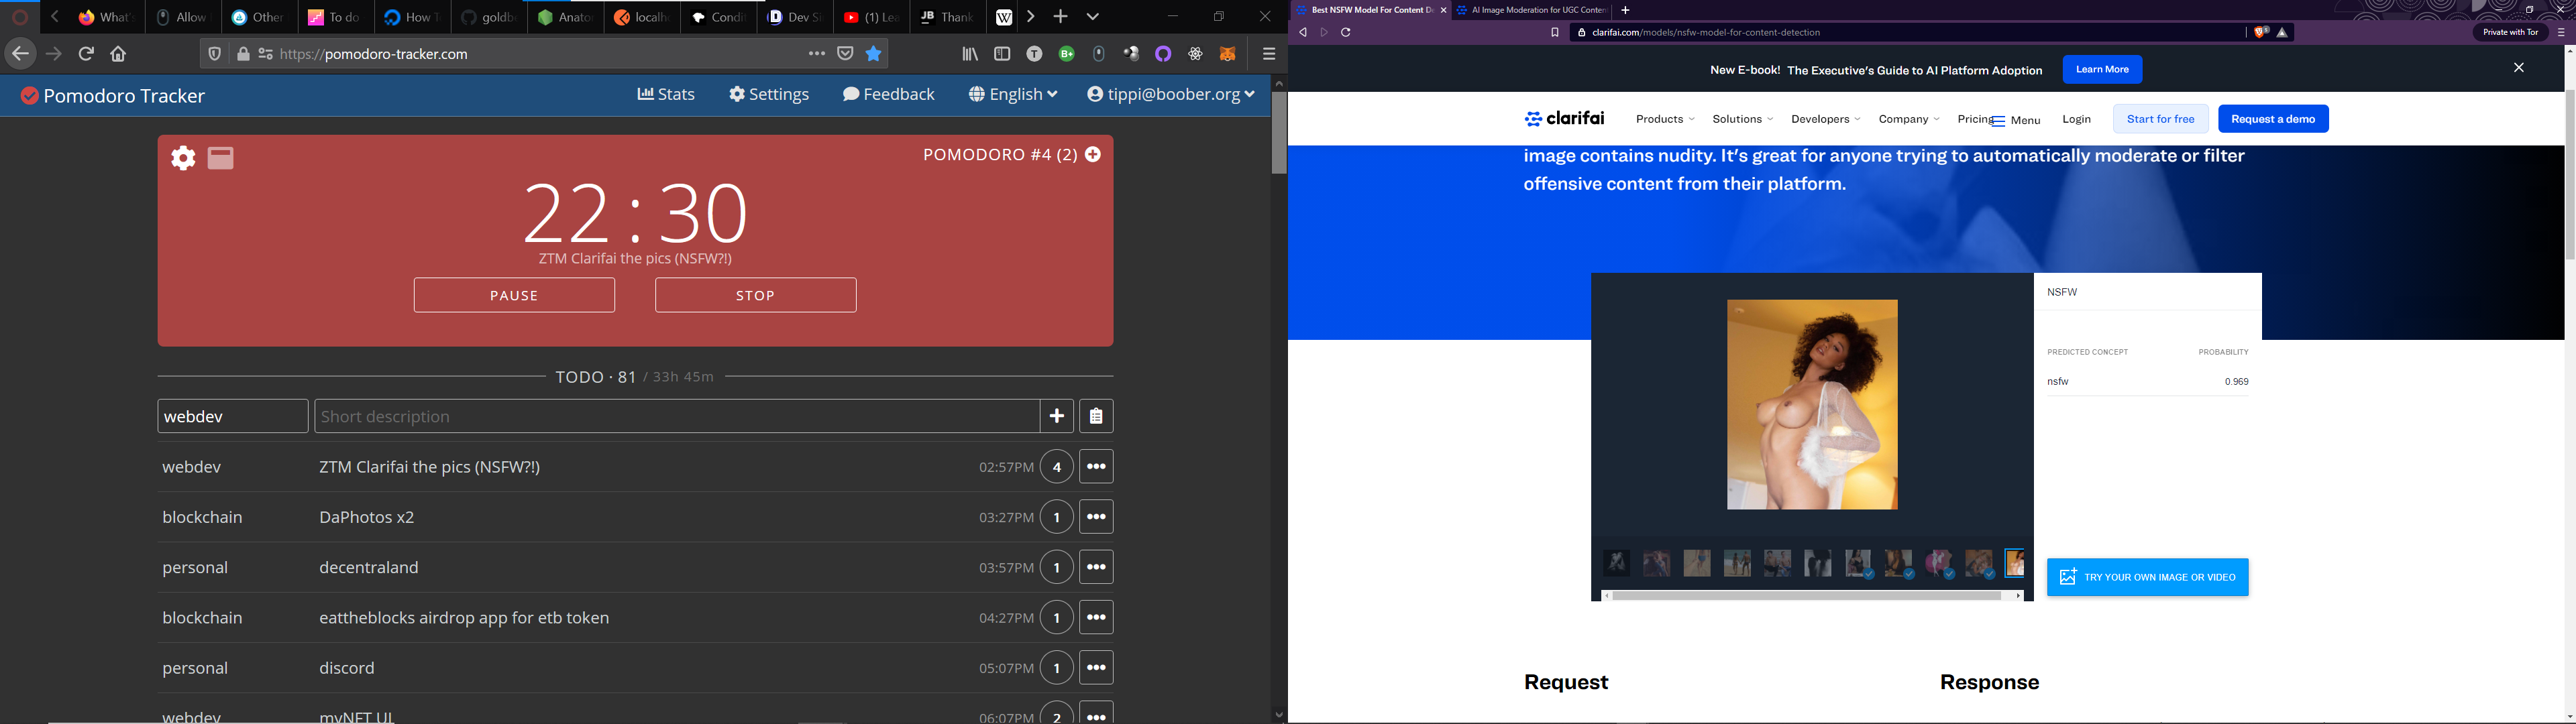 What'
Allow
Other
To do
How T
goldb
Anato
localh
Condi
Dev Si
(1) Lea
Thank
https://pomodoro-tracker.com
Pomodoro Tracker
Stats
Settings
Feedback
English
tippi@boober.org
POMODORO #4 (2)
22 : 30
ZTM Clarifai the pics (NSFW?!)
PAUSE
STOP
TODO · 81 / 33h 45m
webdev
Short description
webdev ZTM Clarifai the pics (NSFW?!) 02:57PM 4
blockchain DaPhotos x2 03:27PM 1
personal decentraland 03:57PM 1
blockchain eattheblocks airdrop app for etb token 04:27PM 1
personal discord 05:07PM 1
webdev myNFT UI 06:07PM 2
Best NSFW Model For Content De
AI Image Moderation for UGC Conten
clarifai.com/models/nsfw-model-for-content-detection
Private with Tor
New E-book! The Executive's Guide to AI Platform Adoption
Learn More
clarifai
Products
Solutions
Developers
Company
Pricing
Menu
Login
Start for free
Request a demo
image contains nudity. It's great for anyone trying to automatically moderate or filter
offensive content from their platform.
NSFW
PREDICTED CONCEPT PROBABILITY
nsfw 0.969
TRY YOUR OWN IMAGE OR VIDEO
Request
Response